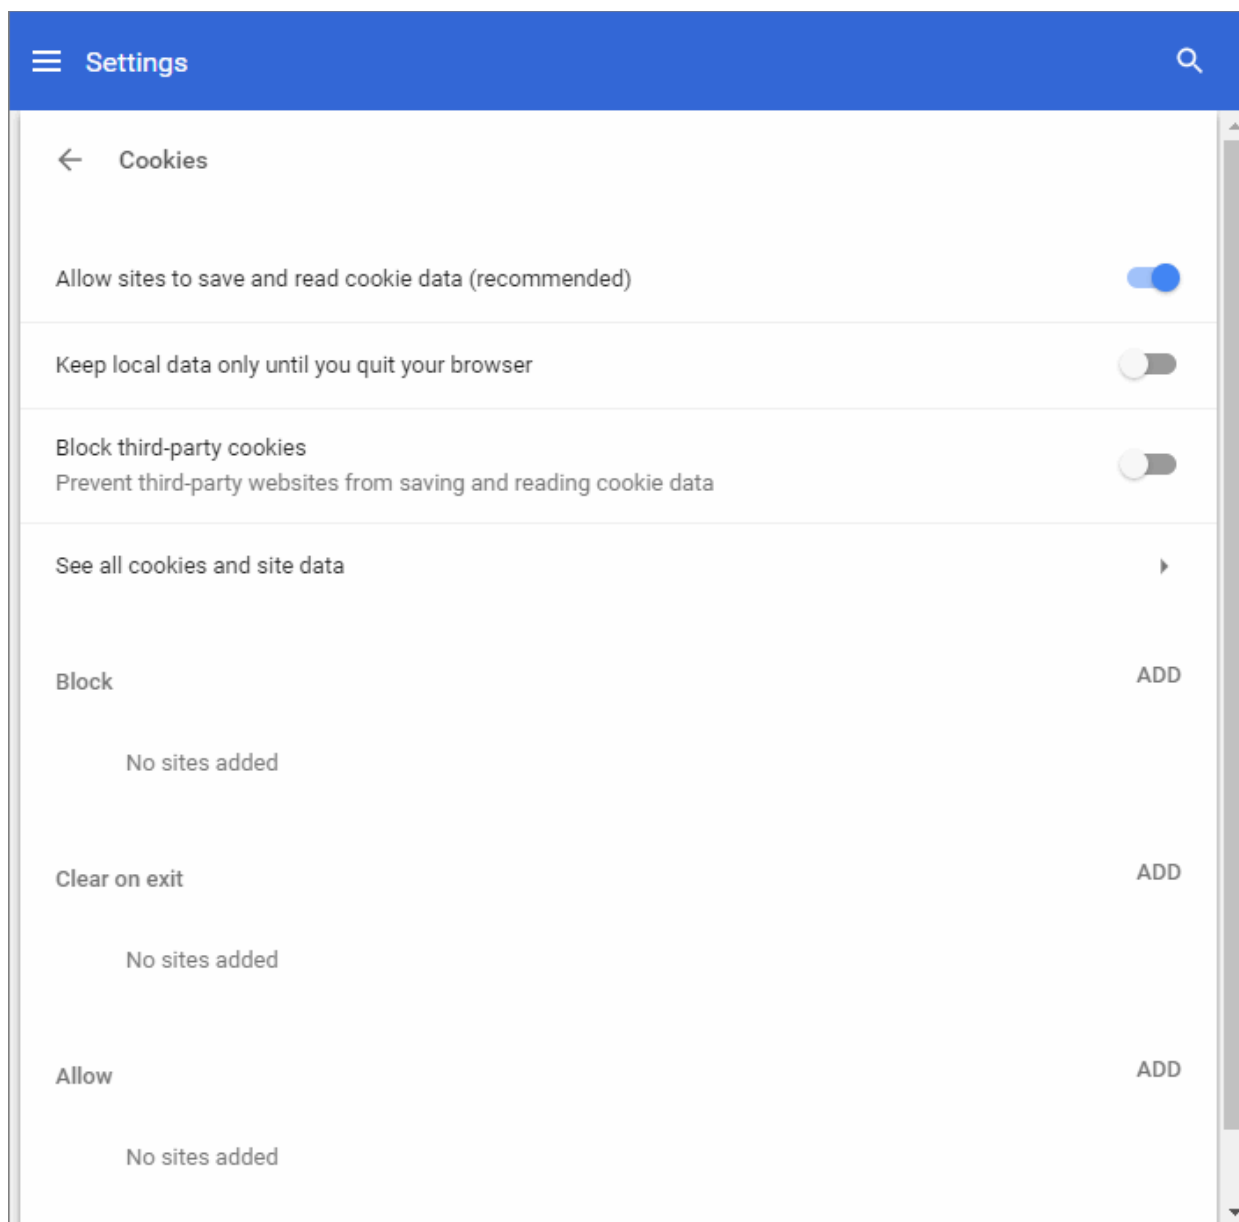 Settings
Cookies
Allow sites to save and read cookie data (recommended)
Keep local data only until you quit your browser
Block third-party cookies
Prevent third-party websites from saving and reading cookie data
See all cookies and site data
Block ADD
No sites added
Clear on exit ADD
No sites added
Allow ADD
No sites added